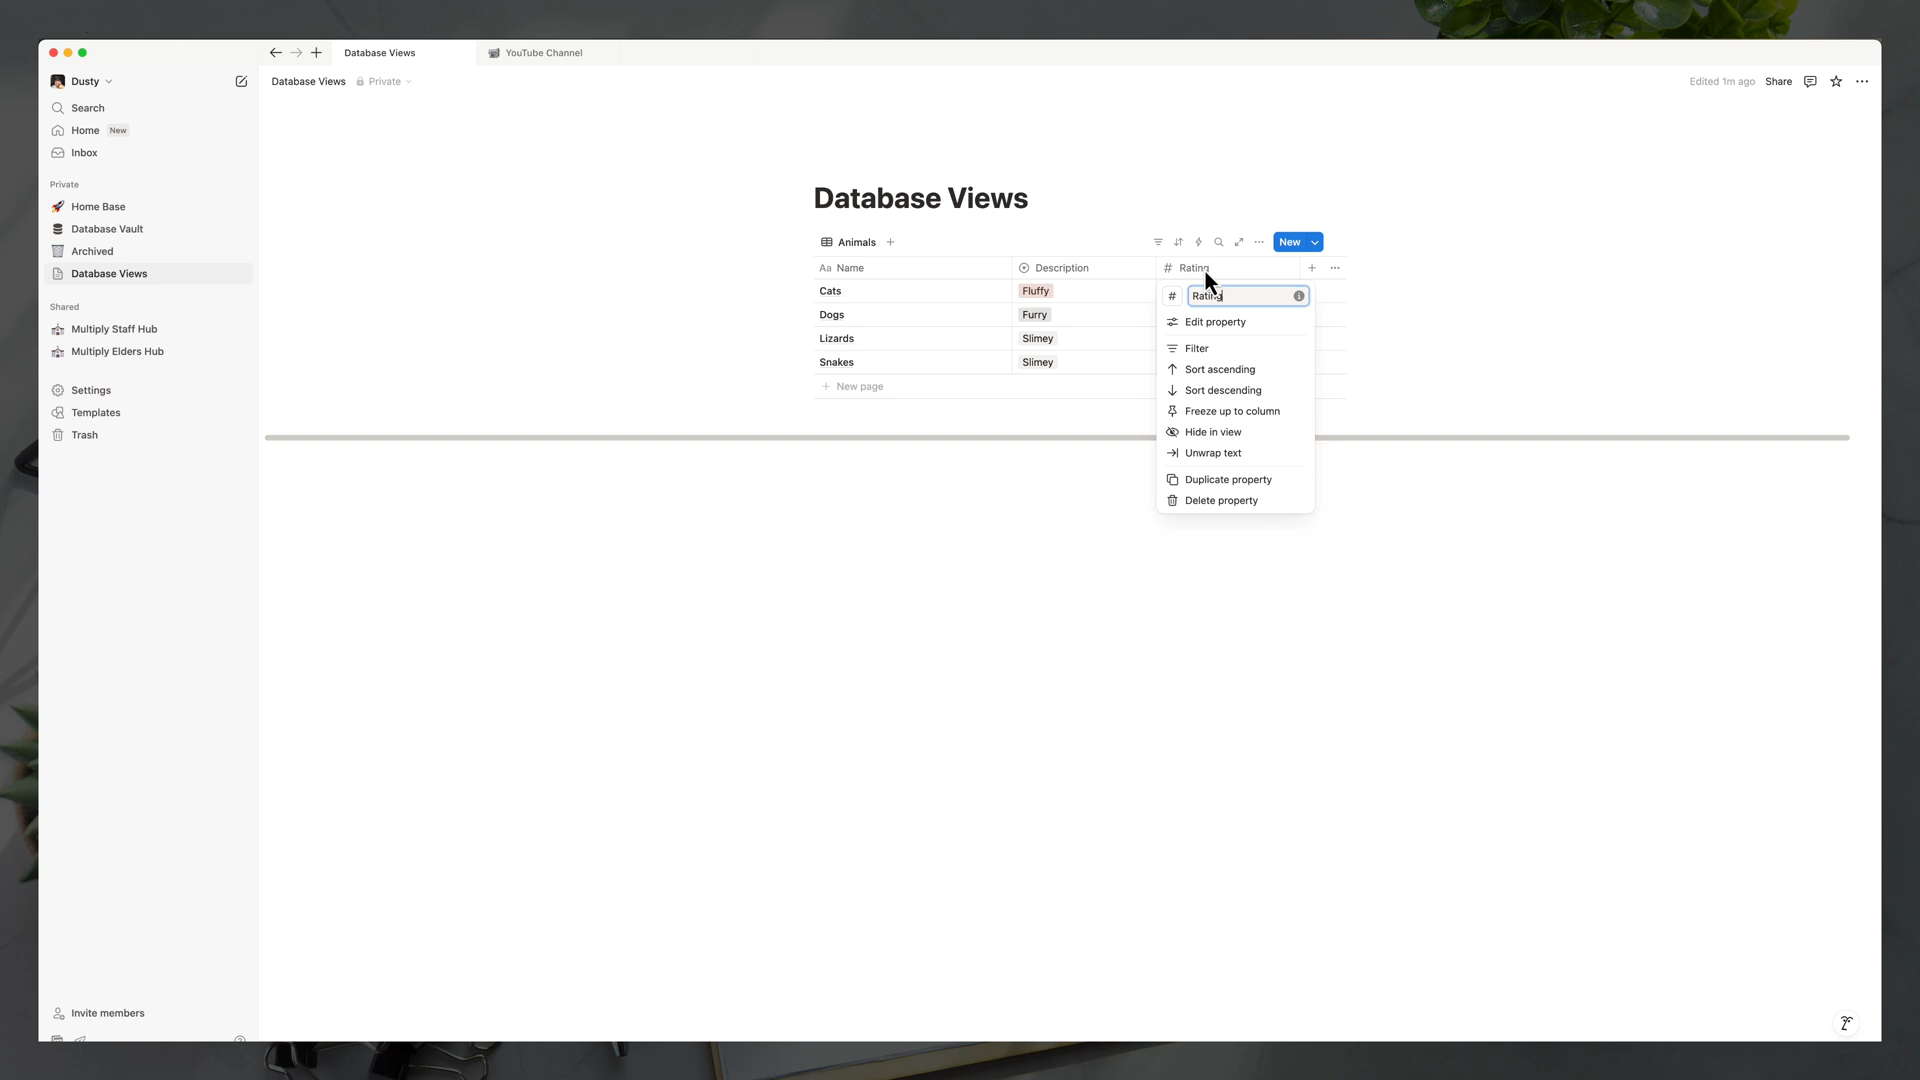 Database Views
YouTube Channel
Dusty
Database Views Private
Edited 1m ago Share
Search
Home New
Inbox
Private
Home Base
Database Vault
Archived
Database Views
Shared
Multiply Staff Hub
Multiply Elders Hub
Settings
Templates
Trash
Invite members
Database Views
Animals
New
Aa Name Description # Rating
Cats Fluffy
Dogs Furry
Lizards Slimey
Snakes Slimey
New page
# Rating
Edit property
Filter
Sort ascending
Sort descending
Freeze up to column
Hide in view
Unwrap text
Duplicate property
Delete property